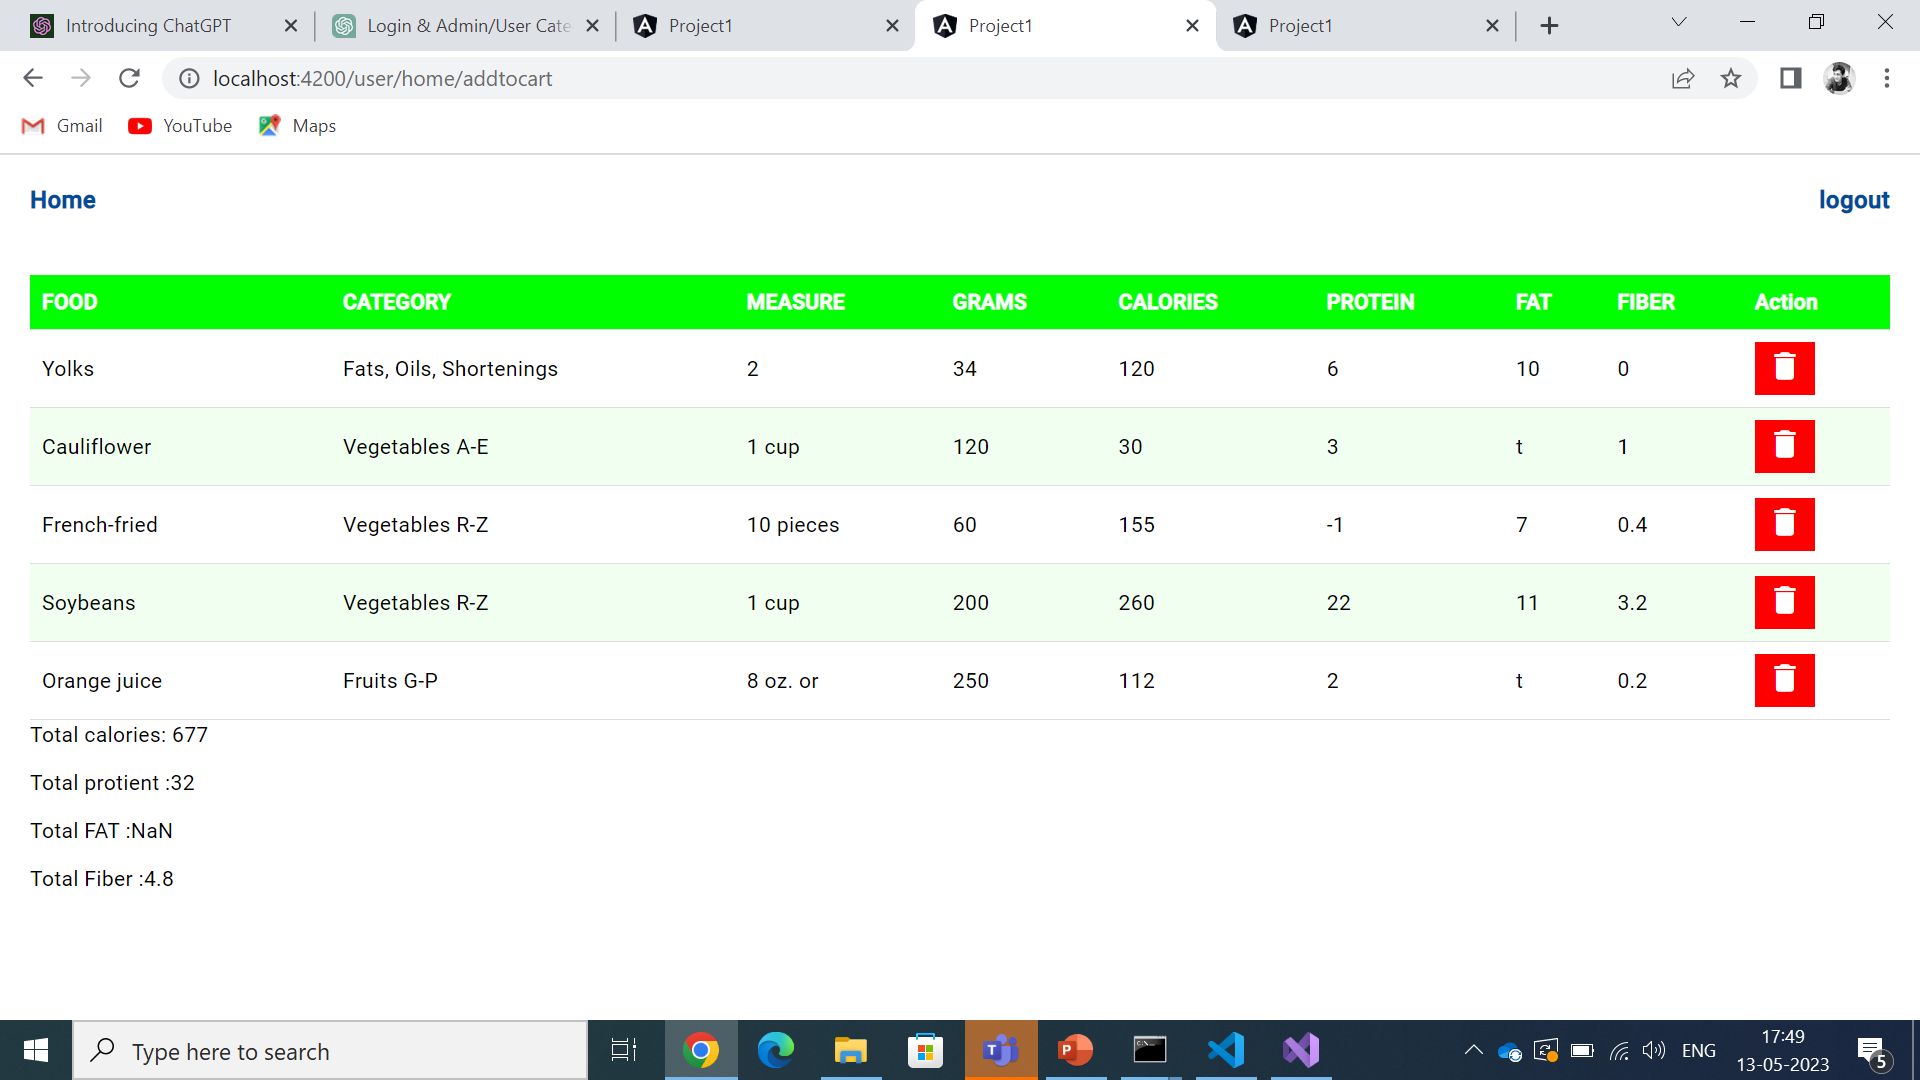 Introducing ChatGPT
Login & Admin/User Cate
Project1
Project1
Project1
localhost:4200/user/home/addtocart
Gmail
YouTube
Maps
Home
logout
FOOD CATEGORY MEASURE GRAMS CALORIES PROTEIN FAT FIBER Action
Yolks Fats, Oils, Shortenings 2 34 120 6 10 0
Cauliflower Vegetables A-E 1 cup 120 30 3 t 1
French-fried Vegetables R-Z 10 pieces 60 155 -1 7 0.4
Soybeans Vegetables R-Z 1 cup 200 260 22 11 3.2
Orange juice Fruits G-P 8 oz. or 250 112 2 t 0.2
Total calories: 677
Total protient :32
Total FAT :NaN
Total Fiber :4.8
Type here to search
ENG
17:49
13-05-2023
5